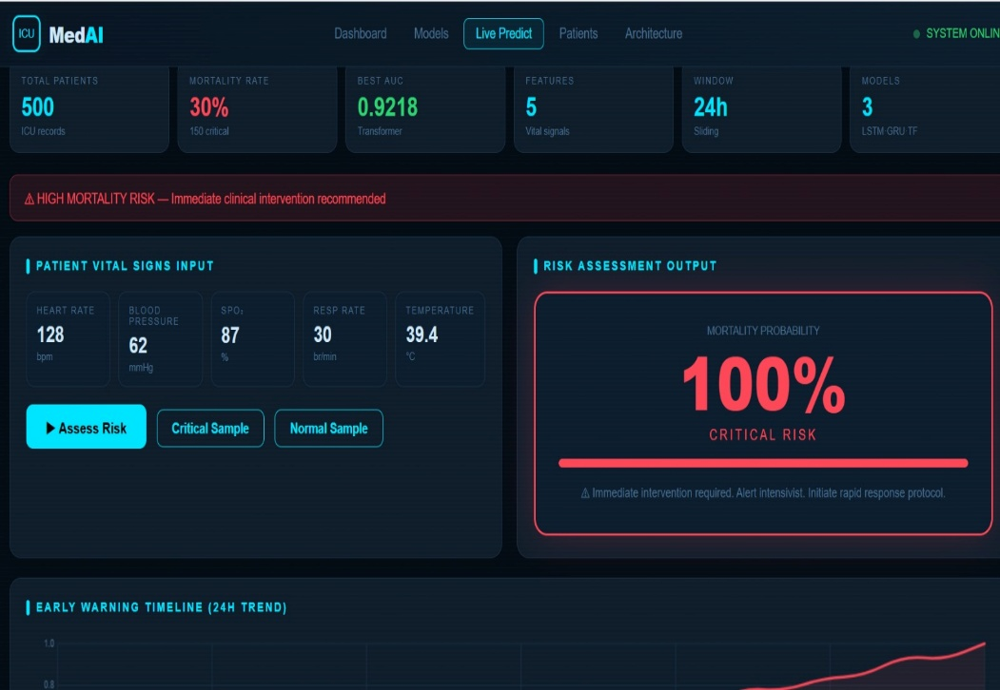 ICU MedAI Dashboard Models Live Predict Patients Architecture SYSTEM ONLIN
TOTAL PATIENTS MORTALITY RATE BEST AUC FEATURES WINDOW MODELS
500 30% 0.9218 5 24h 3
ICU records 150 critical Transformer Vital signals Sliding LSTM·GRU·TF
⚠ HIGH MORTALITY RISK — Immediate clinical intervention recommended
PATIENT VITAL SIGNS INPUT
HEART RATE
128
bpm
BLOOD
PRESSURE
62
mmHg
SPO₂
87
%
RESP RATE
30
br/min
TEMPERATURE
39.4
°C
▶ Assess Risk Critical Sample Normal Sample
RISK ASSESSMENT OUTPUT
MORTALITY PROBABILITY
100%
CRITICAL RISK
⚠ Immediate intervention required. Alert intensivist. Initiate rapid response protocol.
EARLY WARNING TIMELINE (24H TREND)
1.0
0.8